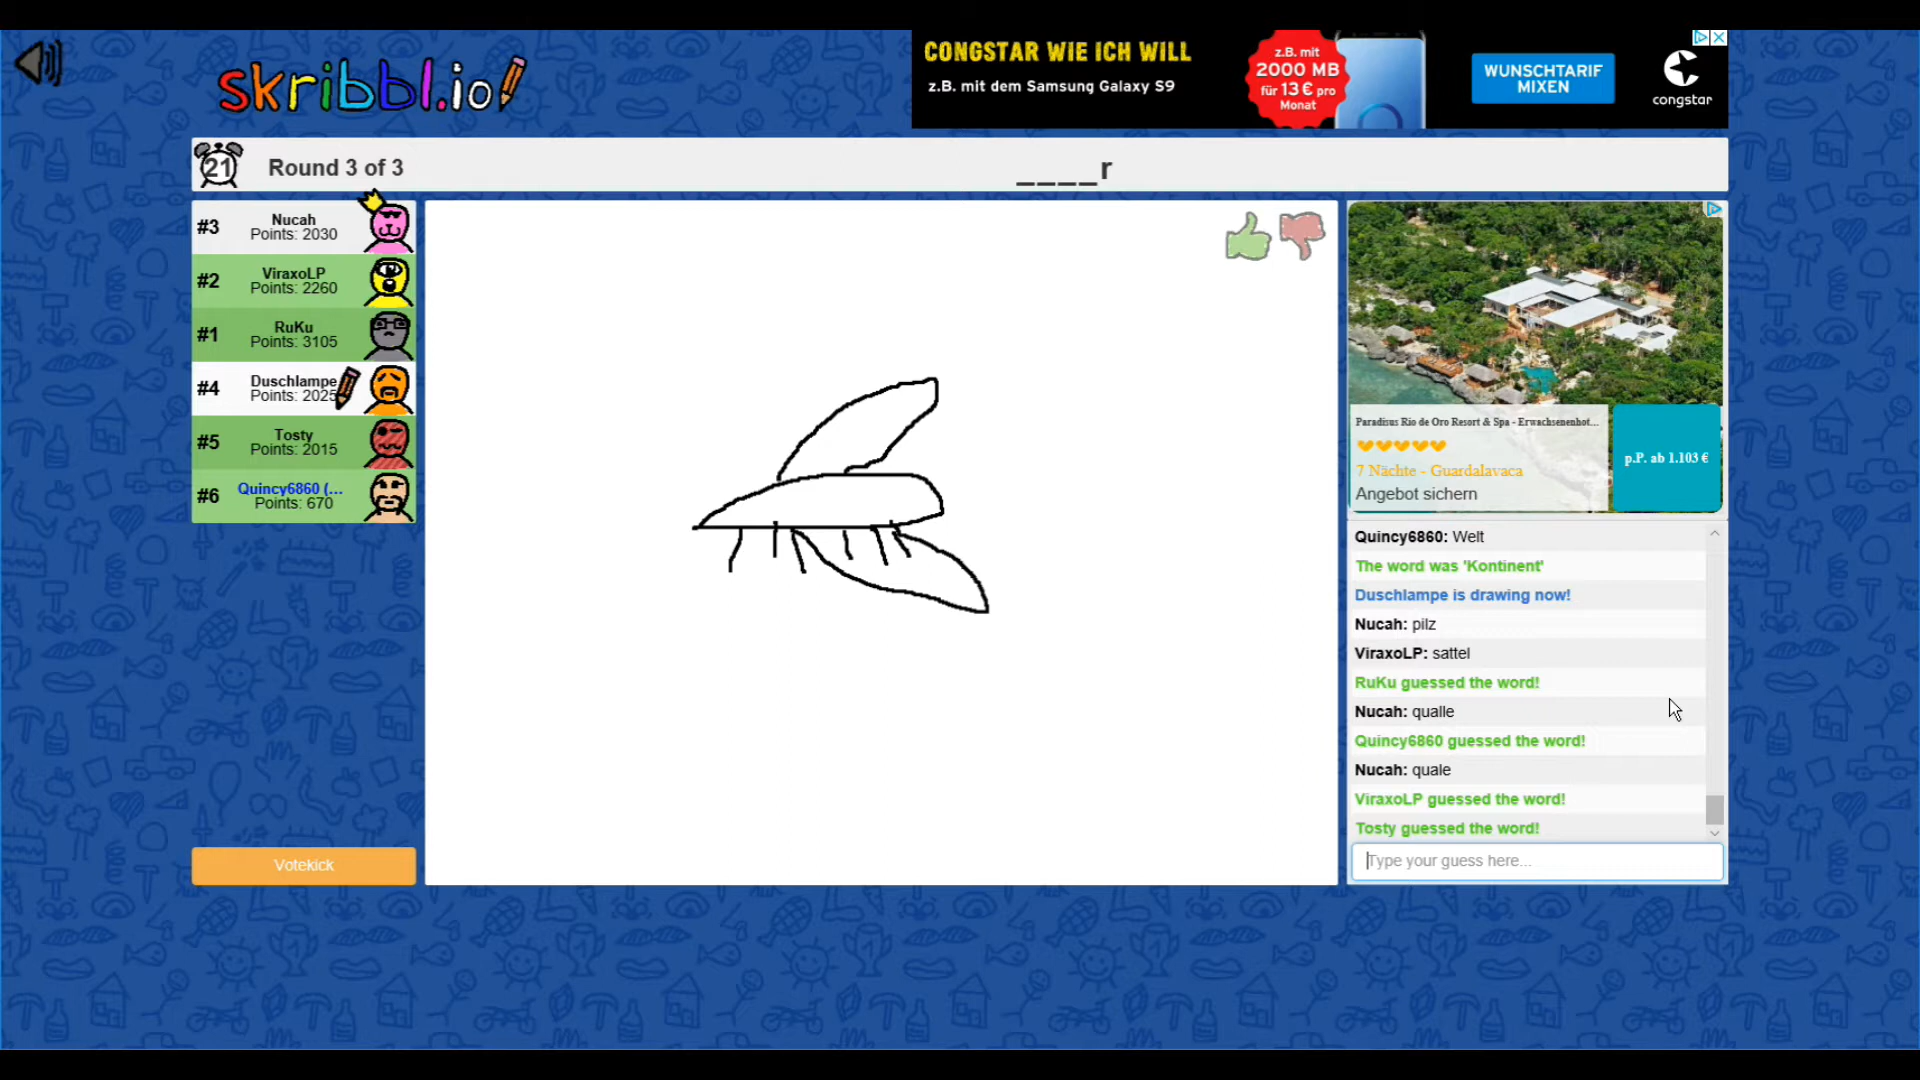 skribbl.io
CONGSTAR WIE ICH WILL
z.B. mit dem Samsung Galaxy S9
z.B. mit
2000 MB
für 13 € pro
Monat
WUNSCHTARIF
MIXEN
congstar
21
Round 3 of 3
____r
#3
Nucah
Points: 2030
#2
ViraxoLP
Points: 2260
#1
RuKu
Points: 3105
#4
Duschlampe
Points: 2025
#5
Tosty
Points: 2015
#6
Quincy6860 (...
Points: 670
Votekick
Paradisus Rio de Oro Resort & Spa - Erwachsenenhot...
7 Nächte - Guardalavaca
Angebot sichern
p.P. ab 1.103 €
Quincy6860: Welt
The word was 'Kontinent'
Duschlampe is drawing now!
Nucah: pilz
ViraxoLP: sattel
RuKu guessed the word!
Nucah: qualle
Quincy6860 guessed the word!
Nucah: quale
ViraxoLP guessed the word!
Tosty guessed the word!
Type your guess here...